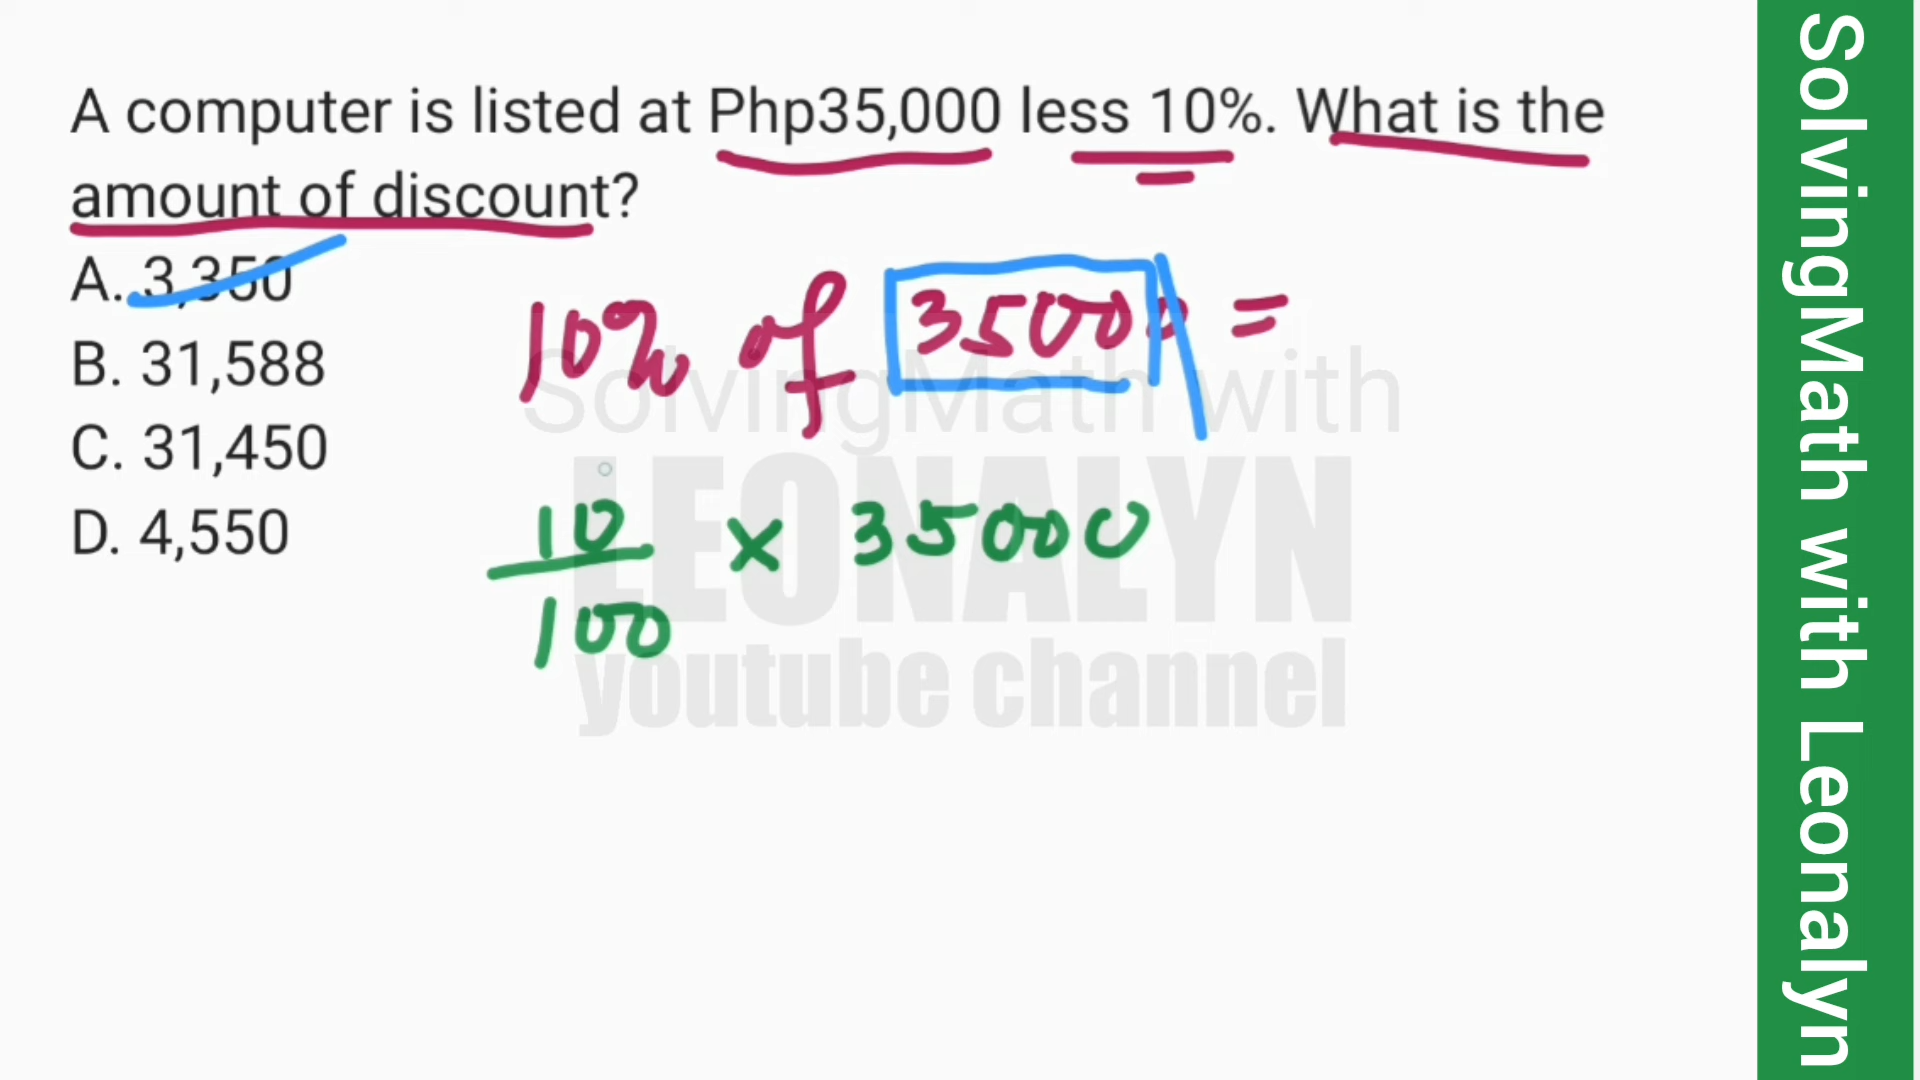 A computer is listed at Php35,000 less 10%. What is the
amount of discount?
A. 3,350
B. 31,588
C. 31,450
D. 4,550
10% of 35000 =
10
100
× 35000
SolvingMath with
LEONALYN
youtube channel
SolvingMath with Leonalyn